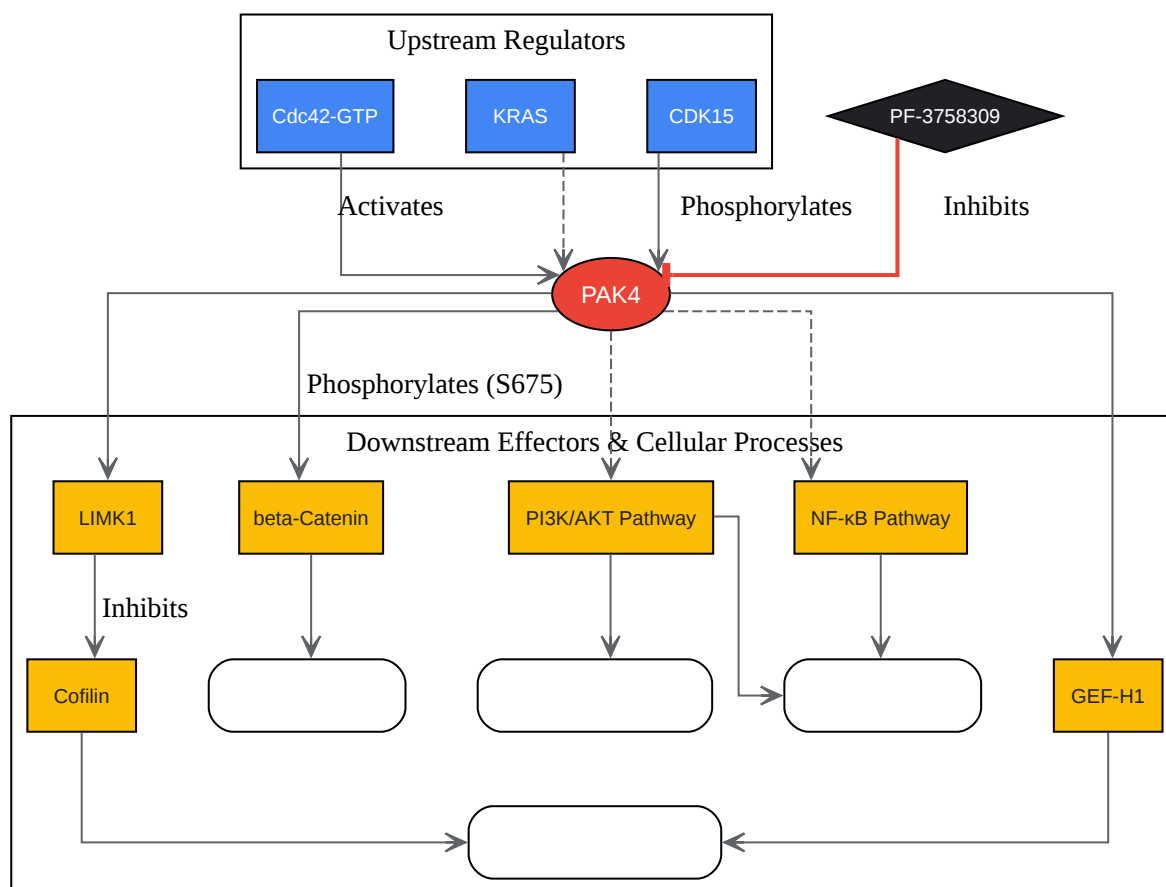 Upstream Regulators
Cdc42-GTP
KRAS
CDK15
PF-3758309
Activates
Phosphorylates
Inhibits
PAK4
Phosphorylates (S675)
Downstream Effectors & Cellular Processes
LIMK1
beta-Catenin
PI3K/AKT Pathway
NF-κB Pathway
Inhibits
Cofilin
GEF-H1